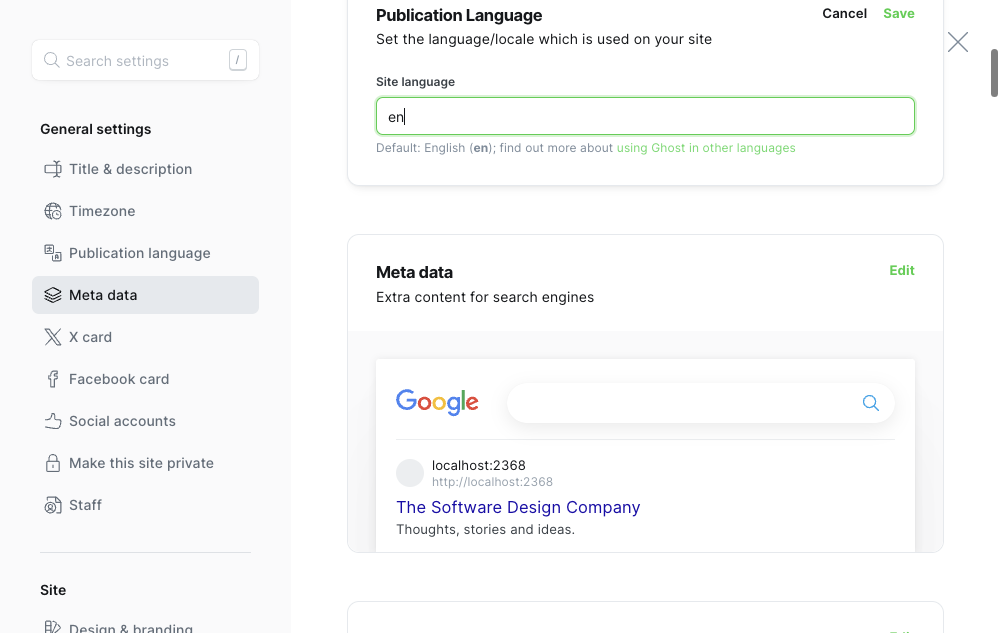 Search settings
/
General settings
Title & description
Timezone
Publication language
Meta data
X card
Facebook card
Social accounts
Make this site private
Staff
Site
Design & branding
Publication Language
Cancel Save
Set the language/locale which is used on your site
Site language
en
Default: English (en); find out more about using Ghost in other languages
Meta data
Edit
Extra content for search engines
Google
localhost:2368
http://localhost:2368
The Software Design Company
Thoughts, stories and ideas.